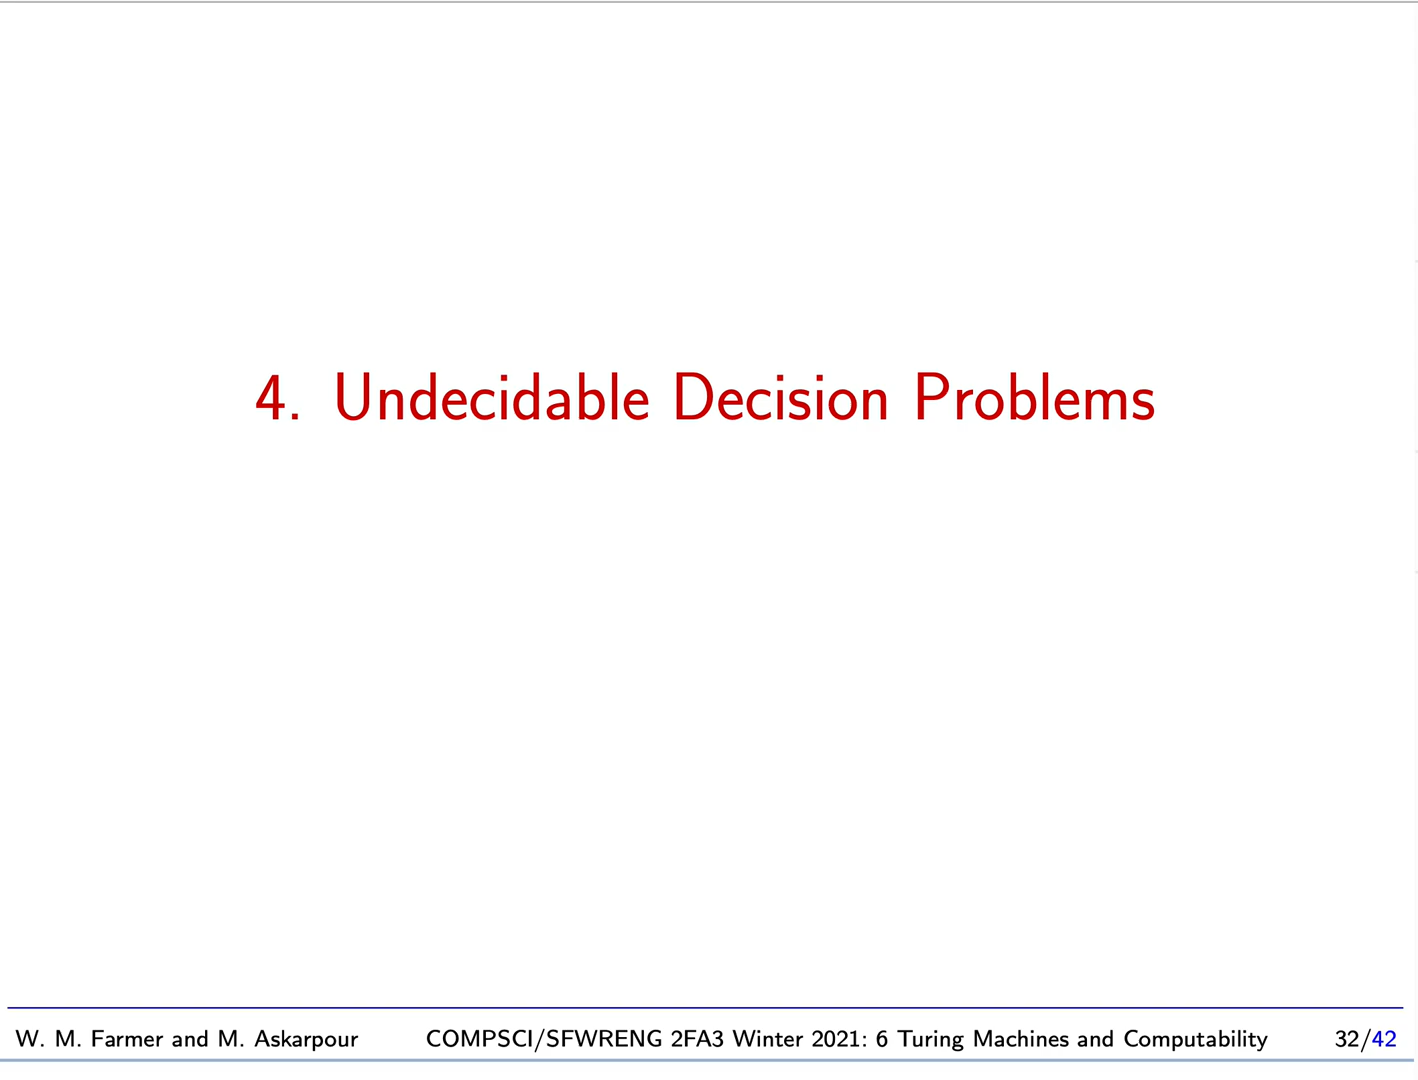 4. Undecidable Decision Problems
W. M. Farmer and M. Askarpour COMPSCI/SFWRENG 2FA3 Winter 2021: 6 Turing Machines and Computability 32/42